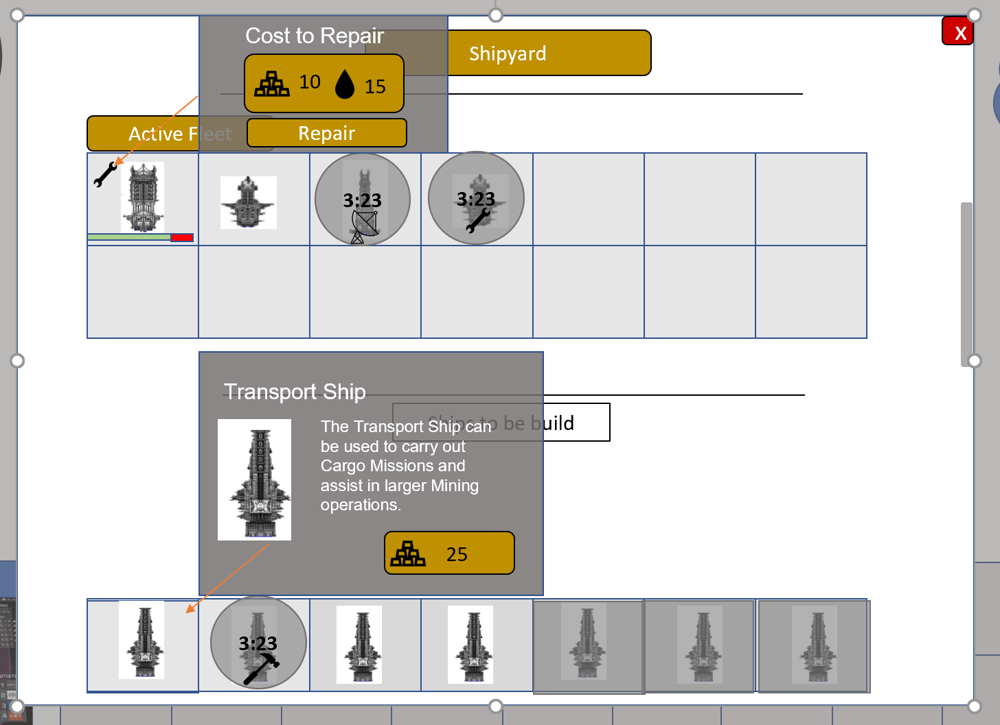 Cost to Repair
X
Shipyard
10 15
Active Fleet
Repair
3:23
3:23
Transport Ship
Ships to be build
The Transport Ship can
be used to carry out
Cargo Missions and
assist in larger Mining
operations.
25
3:23